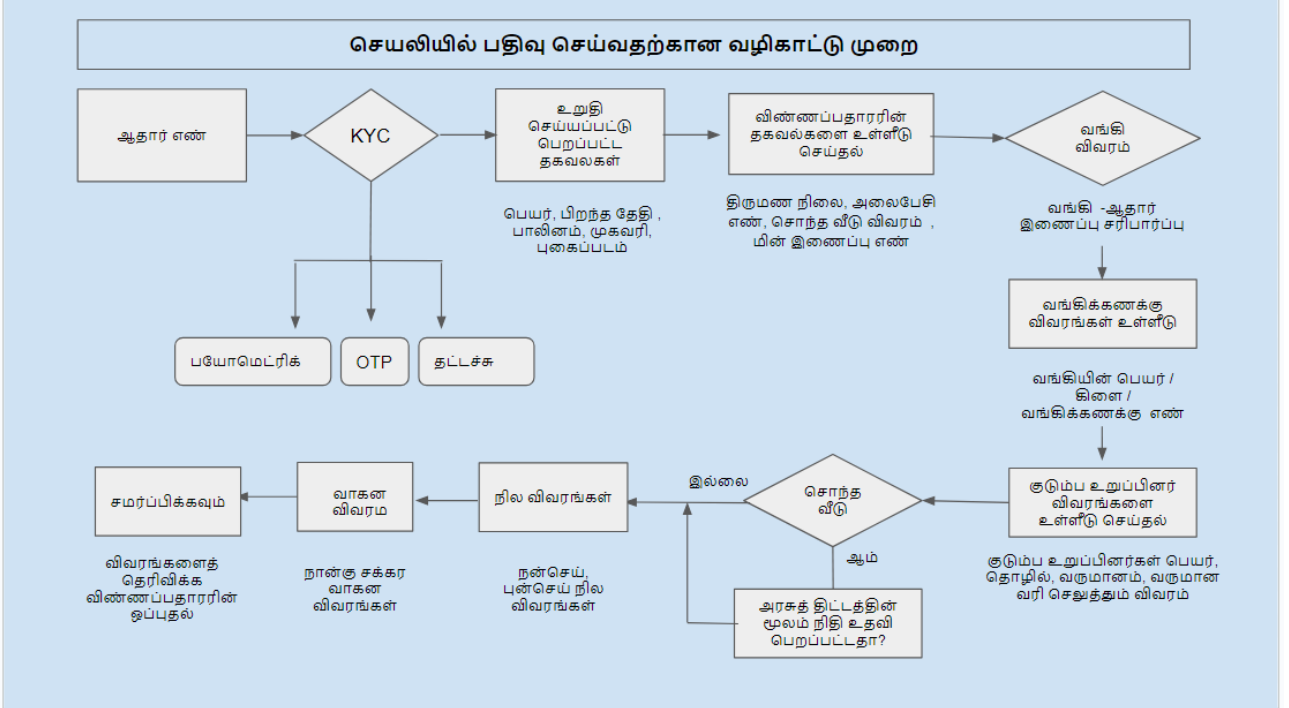 செயலியில் பதிவு செய்வதற்கான வழிகாட்டு முறை
ஆதார் எண்
KYC
உறுதி
செய்யப்பட்டு
பெறப்பட்ட
தகவலகள்
விண்ணப்பதாரரின்
தகவல்களை உள்ளீடு
செய்தல்
வங்கி
விவரம்
பெயர், பிறந்த தேதி ,
பாலினம், முகவரி,
புகைப்படம்
திருமண நிலை, அலைபேசி
எண், சொந்த வீடு விவரம் ,
மின் இணைப்பு எண்
வங்கி -ஆதார்
இணைப்பு சரிபார்ப்பு
வங்கிக்கணக்கு
விவரங்கள் உள்ளீடு
பயோமெட்ரிக்
OTP
தட்டச்சு
வங்கியின் பெயர் /
கிளை /
வங்கிக்கணக்கு எண்
குடும்ப உறுப்பினர்
விவரங்களை
உள்ளீடு செய்தல்
குடும்ப உறுப்பினர்கள் பெயர்,
தொழில், வருமானம், வருமான
வரி செலுத்தும் விவரம்
சொந்த
வீடு
இல்லை
ஆம்
அரசுத் திட்டத்தின்
மூலம் நிதி உதவி
பெறப்பட்டதா?
நில விவரங்கள்
நன்செய்,
புன்செய் நில
விவரங்கள்
வாகன
விவரம
நான்கு சக்கர
வாகன
விவரங்கள்
சமர்ப்பிக்கவும்
விவரங்களைத்
தெரிவிக்க
விண்ணப்பதாரரின்
ஒப்புதல்